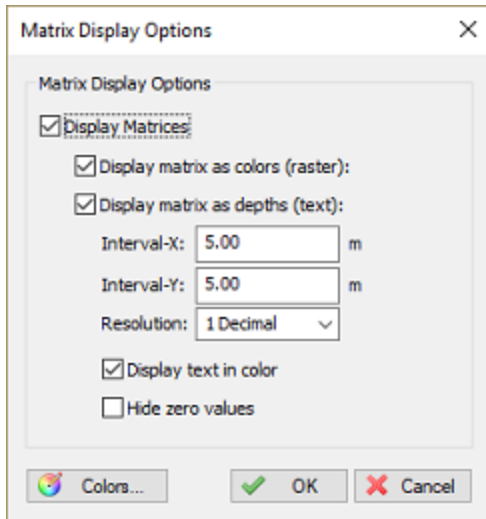 Matrix Display Options
Matrix Display Options
Display Matrices
Display matrix as colors (raster):
Display matrix as depths (text):
Interval-X: 5.00 m
Interval-Y: 5.00 m
Resolution: 1 Decimal
Display text in color
Hide zero values
Colors... OK Cancel